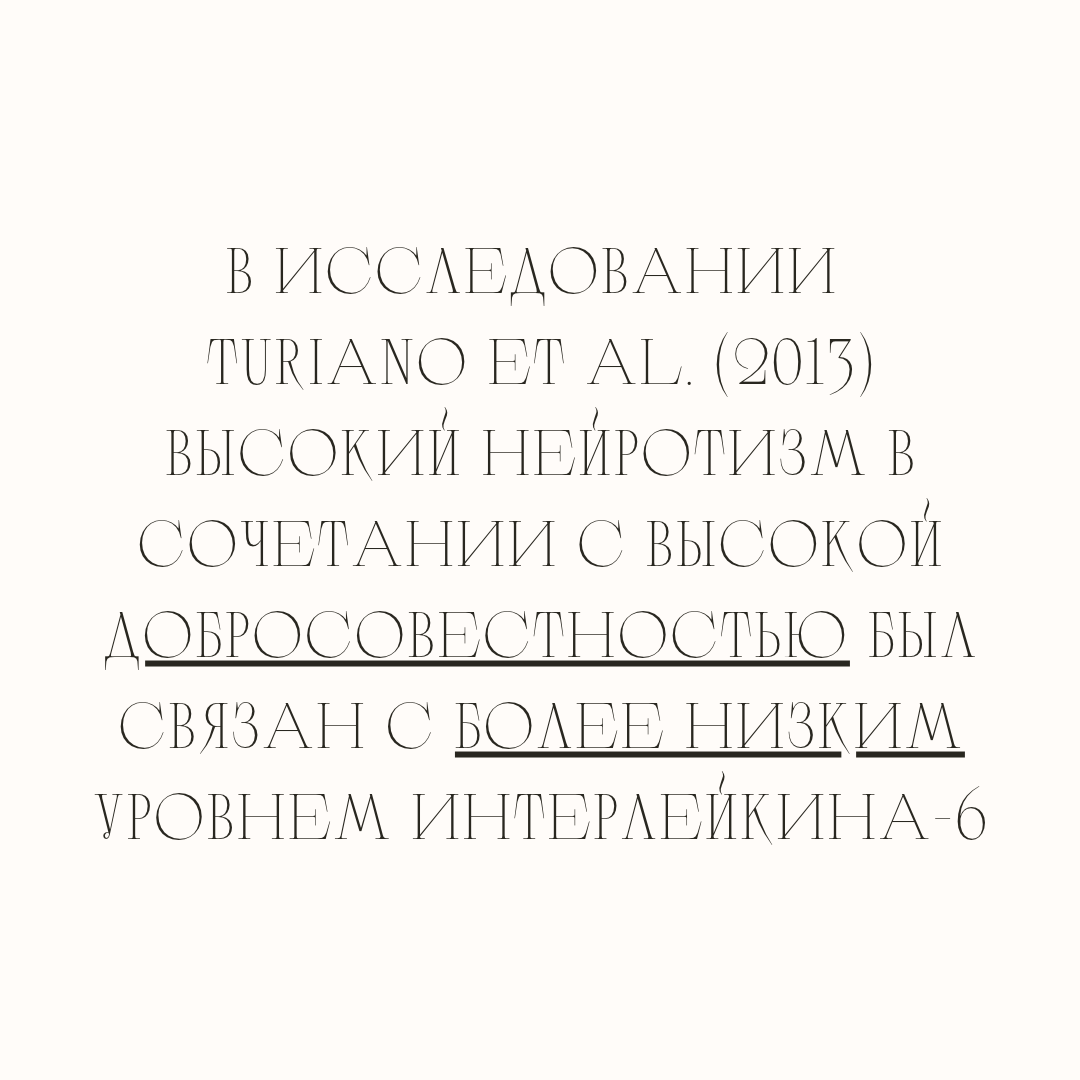 В ИССЛЕДОВАНИИ
TURIANO ET AL. (2013)
ВЫСОКИЙ НЕЙРОТИЗМ В
СОЧЕТАНИИ С ВЫСОКОЙ
ДОБРОСОВЕСТНОСТЬЮ БЫЛ
СВЯЗАН С БОЛЕЕ НИЗКИМ
УРОВНЕМ ИНТЕРЛЕЙКИНА-6